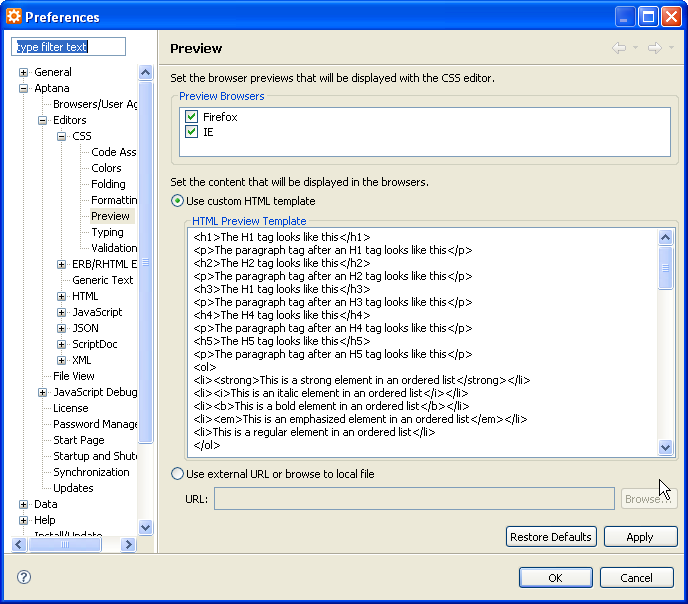 Preferences
type filter text
General
Aptana
Browsers/User Ag
Editors
CSS
Code Ass
Colors
Folding
Formattin
Preview
Typing
Validation
ERB/RHTML E
Generic Text
HTML
JavaScript
JSON
ScriptDoc
XML
File View
JavaScript Debug
License
Password Manage
Start Page
Startup and Shut
Synchronization
Updates
Data
Help
Install/Update
Preview
Set the browser previews that will be displayed with the CSS editor.
Preview Browsers
Firefox
IE
Set the content that will be displayed in the browsers.
Use custom HTML template
HTML Preview Template
<h1>The H1 tag looks like this</h1>
<p>The paragraph tag after an H1 tag looks like this</p>
<h2>The H2 tag looks like this</h2>
<p>The paragraph tag after an H2 tag looks like this</p>
<h3>The H1 tag looks like this</h3>
<p>The paragraph tag after an H3 tag looks like this</p>
<h4>The H4 tag looks like this</h4>
<p>The paragraph tag after an H4 tag looks like this</p>
<h5>The H5 tag looks like this</h5>
<p>The paragraph tag after an H5 tag looks like this</p>
<ol>
<li><strong>This is a strong element in an ordered list</strong></li>
<li><i>This is an italic element in an ordered list</i></li>
<li><b>This is a bold element in an ordered list</b></li>
<li><em>This is an emphasized element in an ordered list</em></li>
<li>This is a regular element in an ordered list</li>
</ol>
Use external URL or browse to local file
URL:
Browse...
Restore Defaults
Apply
OK
Cancel